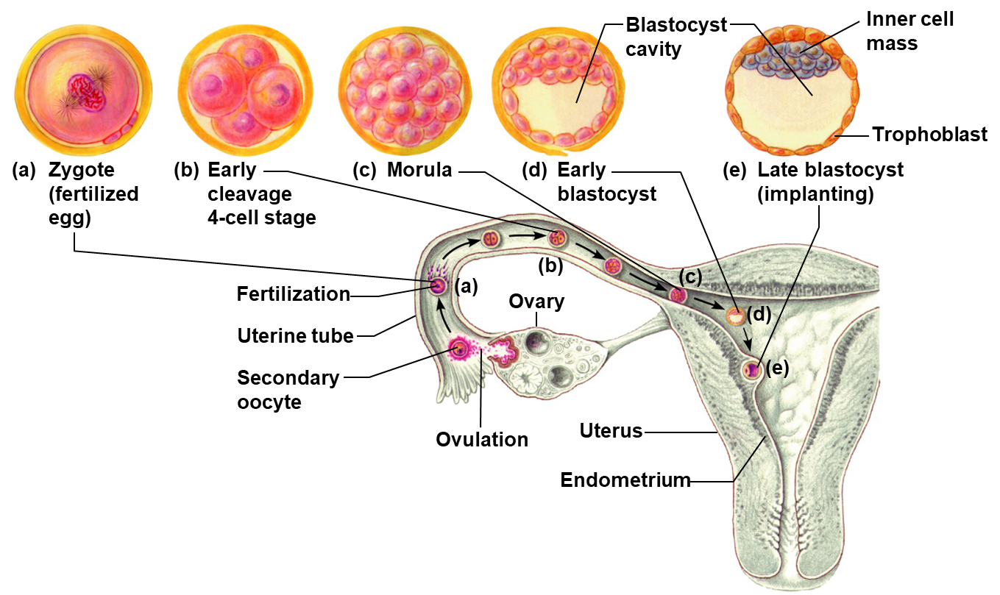 Blastocyst
cavity
Inner cell
mass
Trophoblast
(a) Zygote
(fertilized
egg)
(b) Early
cleavage
4-cell stage
(c) Morula
(d) Early
blastocyst
(e) Late blastocyst
(implanting)
(a)
(b)
(c)
(d)
(e)
Fertilization
Uterine tube
Secondary
oocyte
Ovary
Ovulation
Uterus
Endometrium